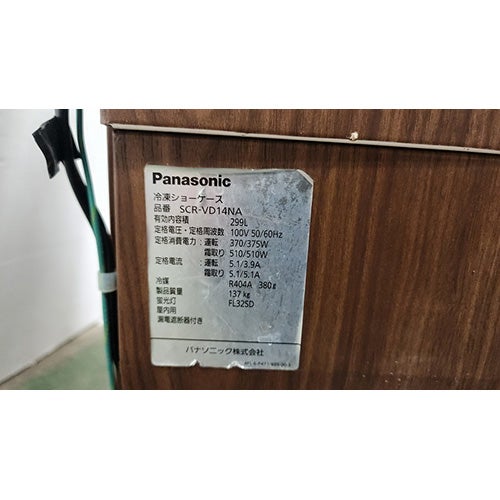 Panasonic
冷凍ショーケース
品番 SCR-VD14NA
有効内容積 299L
定格電圧・定格周波数 100V 50/60Hz
定格消費電力：運転 370/375W
霜取り 510/510W
定格電流：運転 5.1/3.9A
霜取り 5.1/5.1A
冷媒 R404A 380g
製品質量 137kg
蛍光灯 FL32SD
屋内用
漏電遮断器付き
パナソニック株式会社